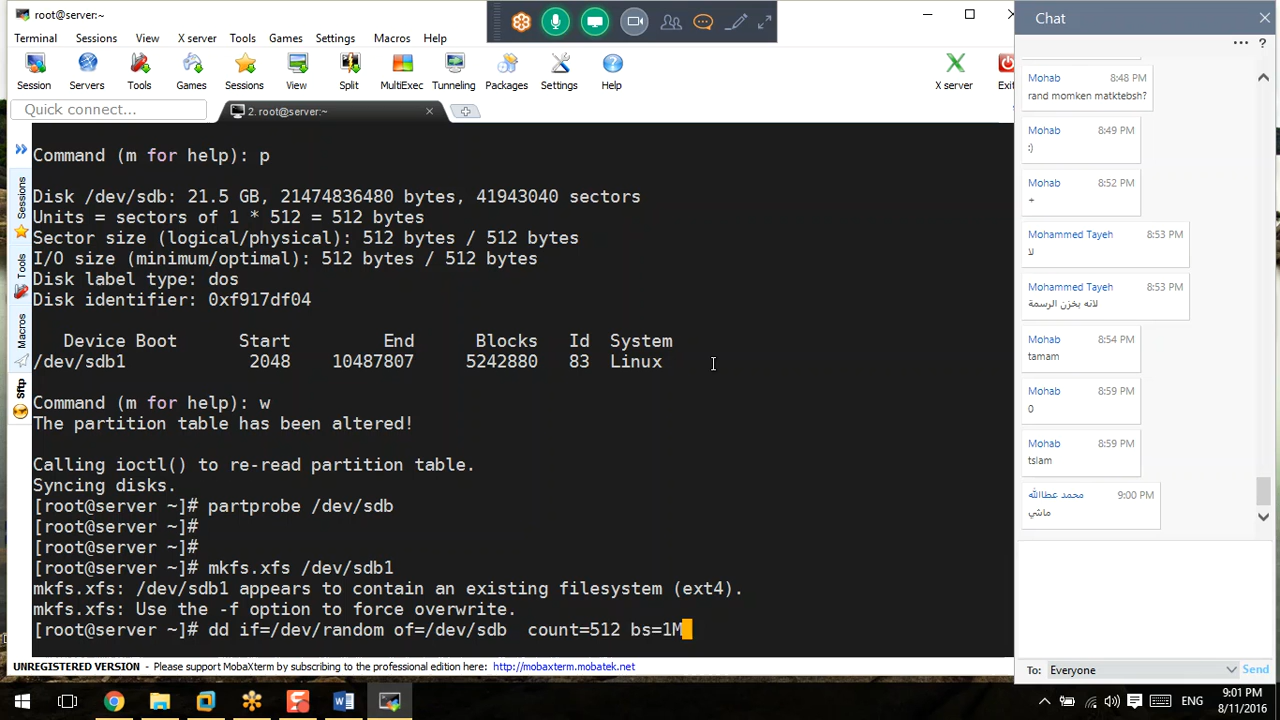 root@server:~
Terminal Sessions View X server Tools Games Settings Macros Help
Session Servers Tools Games Sessions View Split MultiExec Tunneling Packages Settings Help X server Exit
Quick connect...
2. root@server:~
Sessions
Tools
Macros
Sftp
Command (m for help): p
Disk /dev/sdb: 21.5 GB, 21474836480 bytes, 41943040 sectors
Units = sectors of 1 * 512 = 512 bytes
Sector size (logical/physical): 512 bytes / 512 bytes
I/O size (minimum/optimal): 512 bytes / 512 bytes
Disk label type: dos
Disk identifier: 0xf917df04
Device Boot Start End Blocks Id System
/dev/sdb1 2048 10487807 5242880 83 Linux
Command (m for help): w
The partition table has been altered!
Calling ioctl() to re-read partition table.
Syncing disks.
[root@server ~]# partprobe /dev/sdb
[root@server ~]#
[root@server ~]#
[root@server ~]# mkfs.xfs /dev/sdb1
mkfs.xfs: /dev/sdb1 appears to contain an existing filesystem (ext4).
mkfs.xfs: Use the -f option to force overwrite.
[root@server ~]# dd if=/dev/random of=/dev/sdb  count=512 bs=1M
UNREGISTERED VERSION - Please support MobaXterm by subscribing to the professional edition here: http://mobaxterm.mobatek.net
Chat
Mohab 8:48 PM
rand momken matktebsh?
Mohab 8:49 PM
:)
Mohab 8:52 PM
+
Mohammed Tayeh 8:53 PM
لا
Mohammed Tayeh 8:53 PM
لانه بخزن الرسمة
Mohab 8:54 PM
tamam
Mohab 8:59 PM
0
Mohab 8:59 PM
tslam
محمد عطاالله 9:00 PM
ماشي
To: Everyone Send
ENG
9:01 PM
8/11/2016